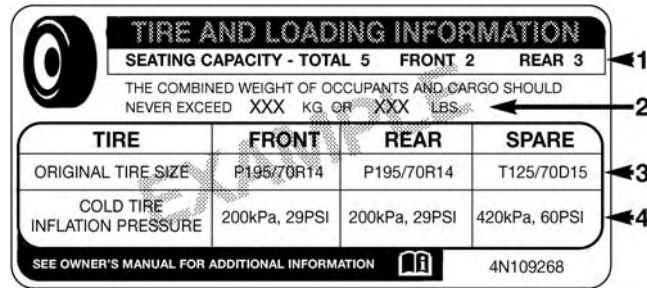 TIRE AND LOADING INFORMATION
SEATING CAPACITY - TOTAL 5 FRONT 2 REAR 3
1
THE COMBINED WEIGHT OF OCCUPANTS AND CARGO SHOULD
NEVER EXCEED XXX KG OR XXX LBS.
2
EXAMPLE
TIRE FRONT REAR SPARE
ORIGINAL TIRE SIZE P195/70R14 P195/70R14 T125/70D15
3
COLD TIRE
INFLATION PRESSURE 200kPa, 29PSI 200kPa, 29PSI 420kPa, 60PSI
4
SEE OWNER'S MANUAL FOR ADDITIONAL INFORMATION i 4N109268